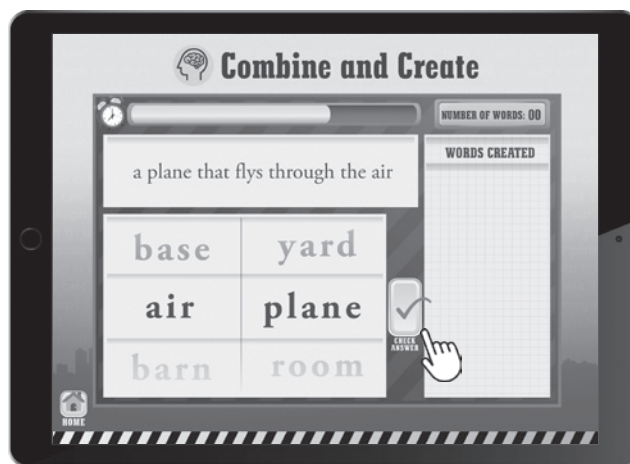 Combine and Create
NUMBER OF WORDS: 00
a plane that flys through the air
WORDS CREATED
base yard
air plane
barn room
CHECK
ANSWER
HOME